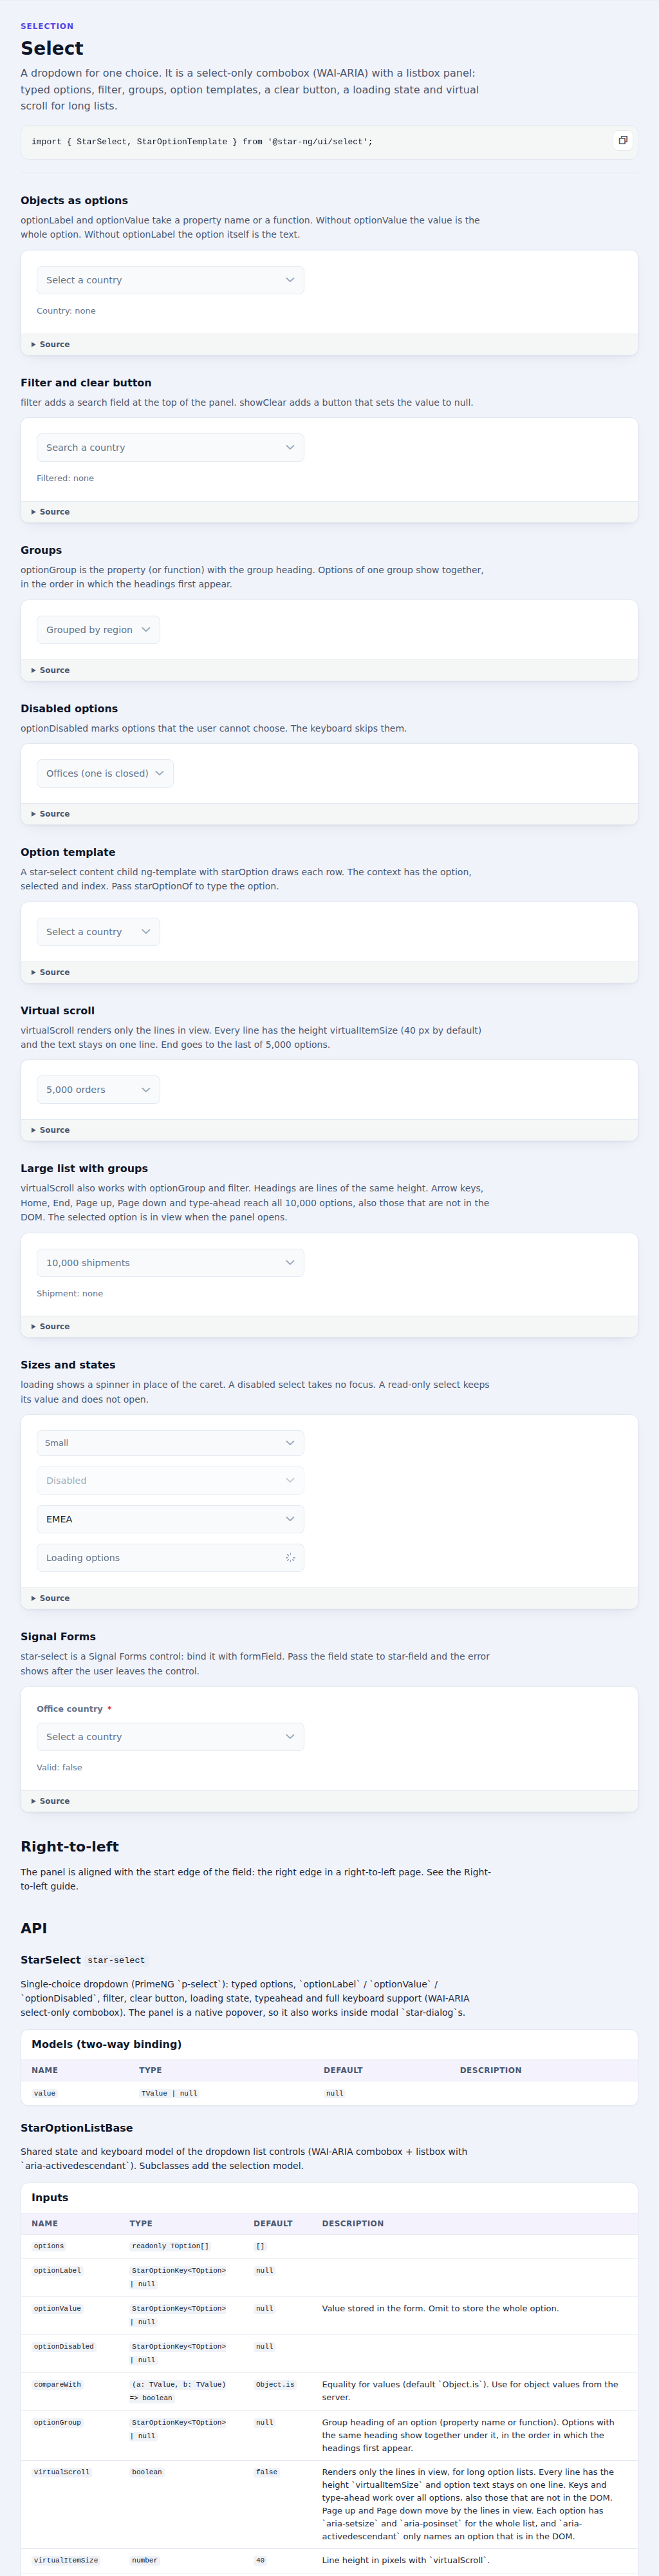 SELECTION
Select
A dropdown for one choice. It is a select-only combobox (WAI-ARIA) with a listbox panel:
typed options, filter, groups, option templates, a clear button, a loading state and virtual
scroll for long lists.
import { StarSelect, StarOptionTemplate } from '@star-ng/ui/select';
Objects as options
optionLabel and optionValue take a property name or a function. Without optionValue the value is the
whole option. Without optionLabel the option itself is the text.
Select a country
Country: none
Source
Filter and clear button
filter adds a search field at the top of the panel. showClear adds a button that sets the value to null.
Search a country
Filtered: none
Source
Groups
optionGroup is the property (or function) with the group heading. Options of one group show together,
in the order in which the headings first appear.
Grouped by region
Source
Disabled options
optionDisabled marks options that the user cannot choose. The keyboard skips them.
Offices (one is closed)
Source
Option template
A star-select content child ng-template with starOption draws each row. The context has the option,
selected and index. Pass starOptionOf to type the option.
Select a country
Source
Virtual scroll
virtualScroll renders only the lines in view. Every line has the height virtualItemSize (40 px by default)
and the text stays on one line. End goes to the last of 5,000 options.
5,000 orders
Source
Large list with groups
virtualScroll also works with optionGroup and filter. Headings are lines of the same height. Arrow keys,
Home, End, Page up, Page down and type-ahead reach all 10,000 options, also those that are not in the
DOM. The selected option is in view when the panel opens.
10,000 shipments
Shipment: none
Source
Sizes and states
loading shows a spinner in place of the caret. A disabled select takes no focus. A read-only select keeps
its value and does not open.
Small
Disabled
EMEA
Loading options
Source
Signal Forms
star-select is a Signal Forms control: bind it with formField. Pass the field state to star-field and the error
shows after the user leaves the control.
Office country *
Select a country
Valid: false
Source
Right-to-left
The panel is aligned with the start edge of the field: the right edge in a right-to-left page. See the Right-
to-left guide.
API
StarSelect star-select
Single-choice dropdown (PrimeNG `p-select`): typed options, `optionLabel` / `optionValue` /
`optionDisabled`, filter, clear button, loading state, typeahead and full keyboard support (WAI-ARIA
select-only combobox). The panel is a native popover, so it also works inside modal `star-dialog`s.
Models (two-way binding)
NAME TYPE DEFAULT DESCRIPTION
value TValue | null null
StarOptionListBase
Shared state and keyboard model of the dropdown list controls (WAI-ARIA combobox + listbox with
`aria-activedescendant`). Subclasses add the selection model.
Inputs
NAME TYPE DEFAULT DESCRIPTION
options readonly TOption[] []
optionLabel StarOptionKey<TOption> null
| null
optionValue StarOptionKey<TOption> null Value stored in the form. Omit to store the whole option.
| null
optionDisabled StarOptionKey<TOption> null
| null
compareWith (a: TValue, b: TValue) Object.is Equality for values (default `Object.is`). Use for object values from the
=> boolean server.
optionGroup StarOptionKey<TOption> null Group heading of an option (property name or function). Options with
| null the same heading show together under it, in the order in which the
headings first appear.
virtualScroll boolean false Renders only the lines in view, for long option lists. Every line has the
height `virtualItemSize` and option text stays on one line. Keys and
type-ahead work over all options, also those that are not in the DOM.
Page up and Page down move by the lines in view. Each option has
`aria-setsize` and `aria-posinset` for the whole list, and `aria-
activedescendant` only names an option that is in the DOM.
virtualItemSize number 40 Line height in pixels with `virtualScroll`.